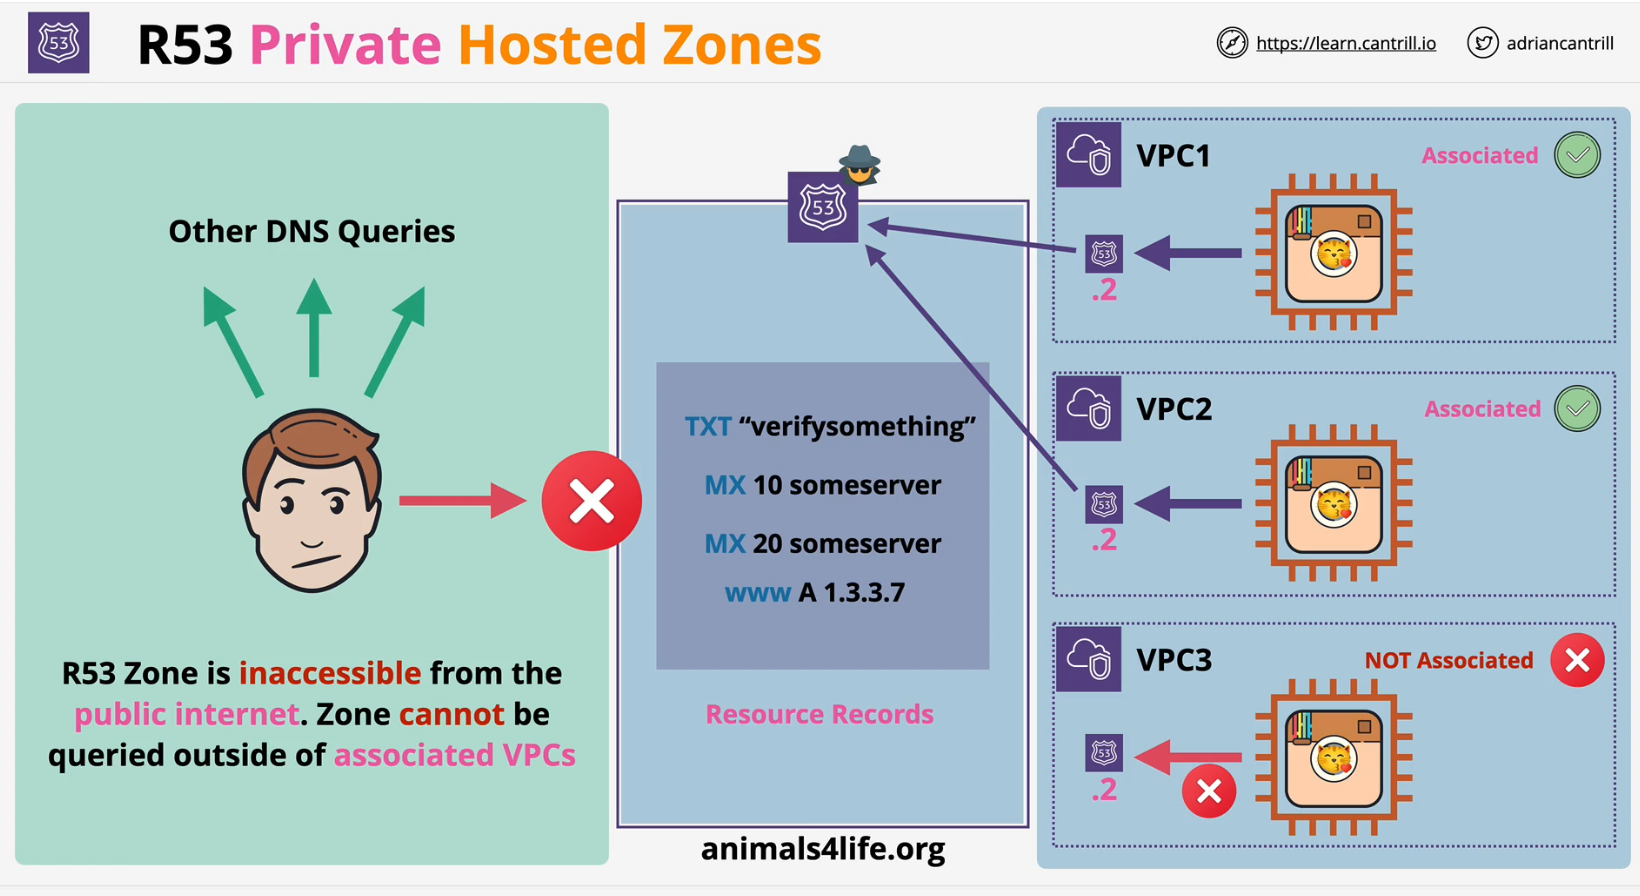 53
R53 Private Hosted Zones
https://learn.cantrill.io
adriancantrill
Other DNS Queries
R53 Zone is inaccessible from the
public internet. Zone cannot be
queried outside of associated VPCs
53
TXT “verifysomething”
MX 10 someserver
MX 20 someserver
www A 1.3.3.7
Resource Records
animals4life.org
VPC1
Associated
53
.2
VPC2
Associated
53
.2
VPC3
NOT Associated
53
.2